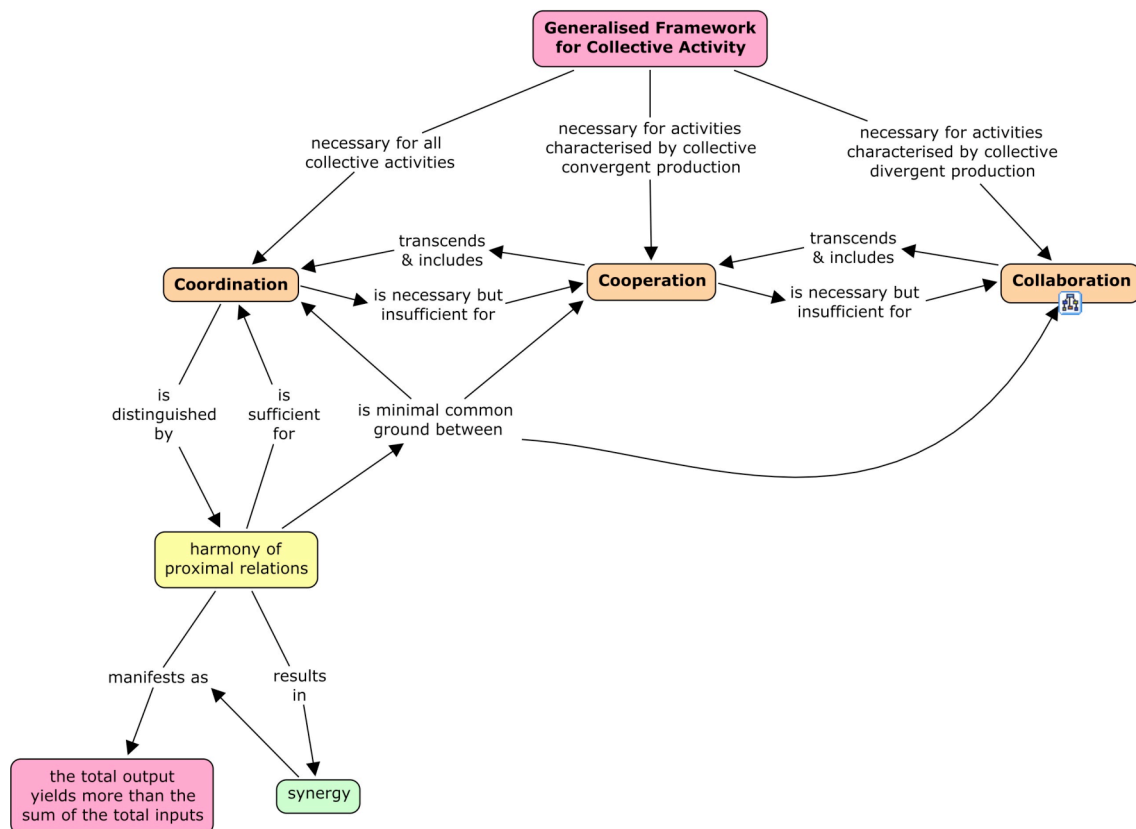 Generalised Framework
for Collective Activity
necessary for all
collective activities
necessary for activities
characterised by collective
convergent production
necessary for activities
characterised by collective
divergent production
transcends
& includes
transcends
& includes
Coordination
Cooperation
Collaboration
is necessary but
insufficient for
is necessary but
insufficient for
is
distinguished
by
is
sufficient
for
is minimal common
ground between
harmony of
proximal relations
manifests as
results
in
the total output
yields more than the
sum of the total inputs
synergy